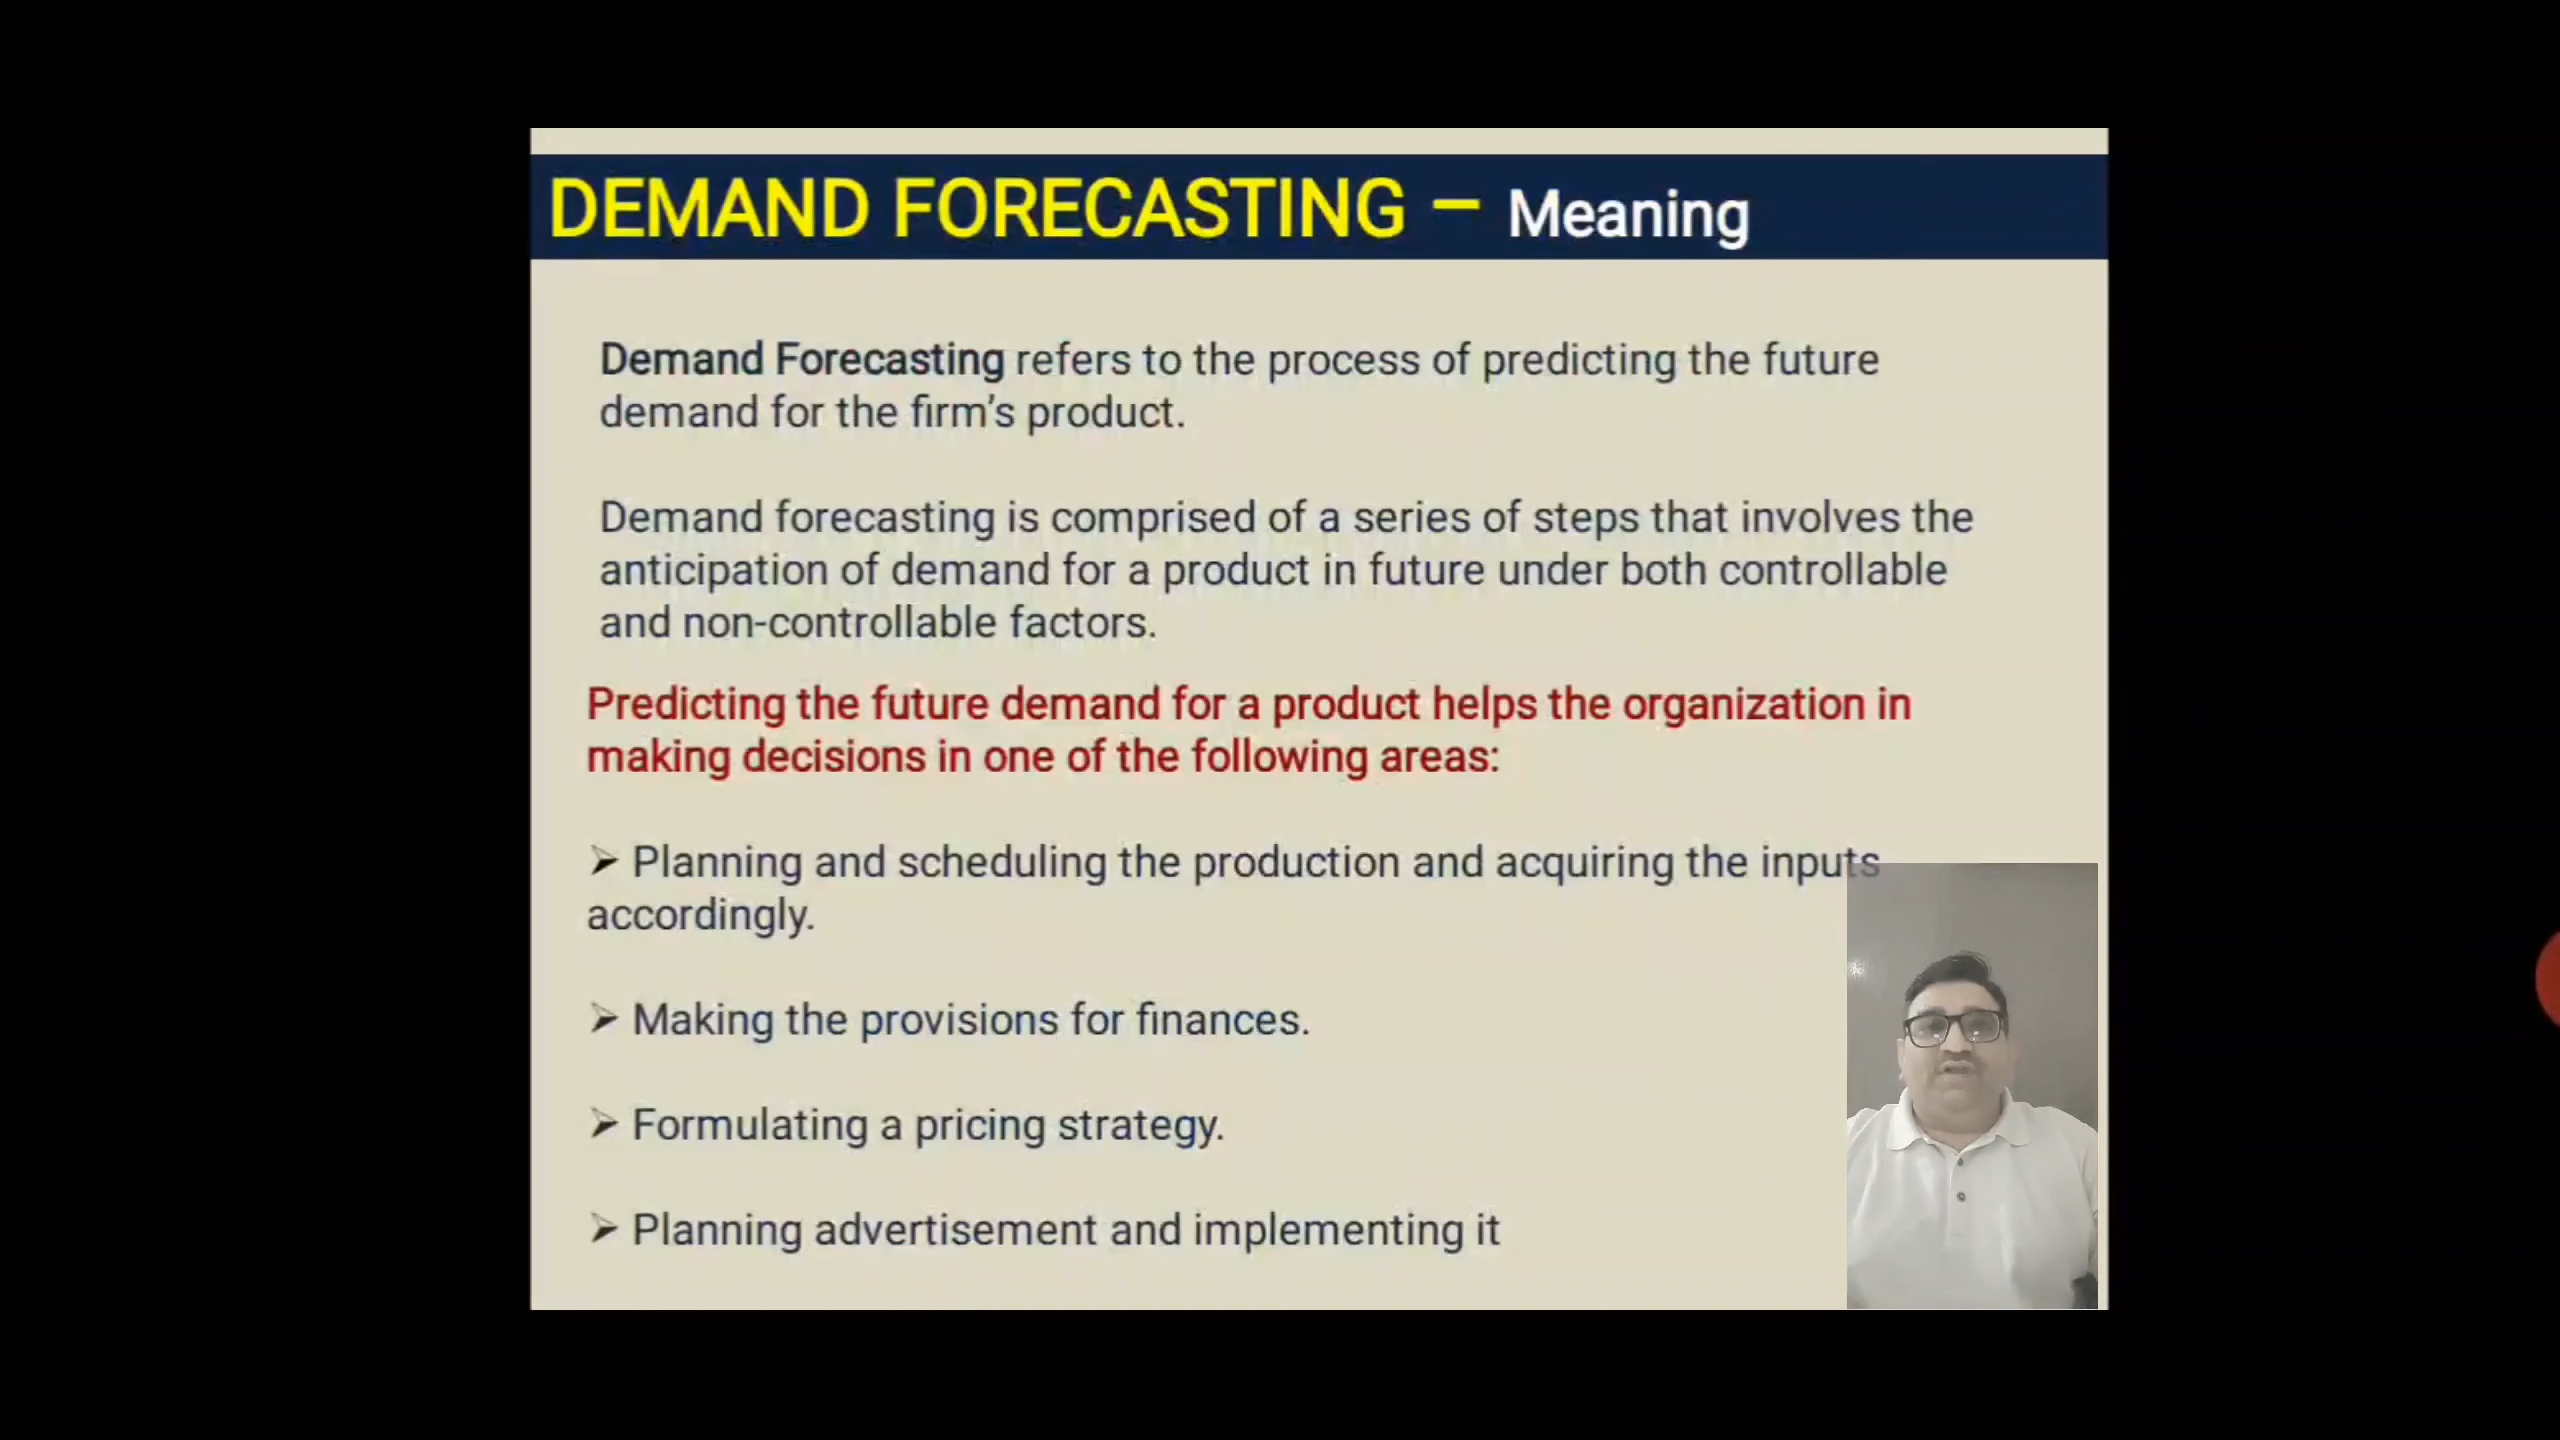 DEMAND FORECASTING – Meaning
Demand Forecasting refers to the process of predicting the future
demand for the firm's product.
Demand forecasting is comprised of a series of steps that involves the
anticipation of demand for a product in future under both controllable
and non-controllable factors.
Predicting the future demand for a product helps the organization in
making decisions in one of the following areas:
➢ Planning and scheduling the production and acquiring the inputs
accordingly.
➢ Making the provisions for finances.
➢ Formulating a pricing strategy.
➢ Planning advertisement and implementing it